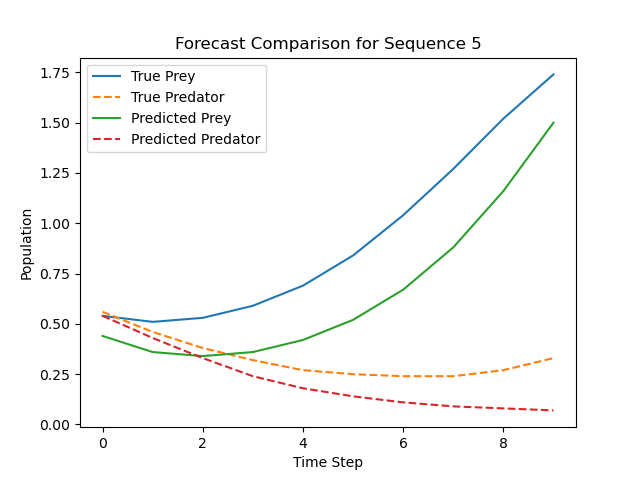 Forecast Comparison for Sequence 5
True Prey
True Predator
Predicted Prey
Predicted Predator
Population
1.75
1.50
1.25
1.00
0.75
0.50
0.25
0.00
0 2 4 6 8
Time Step